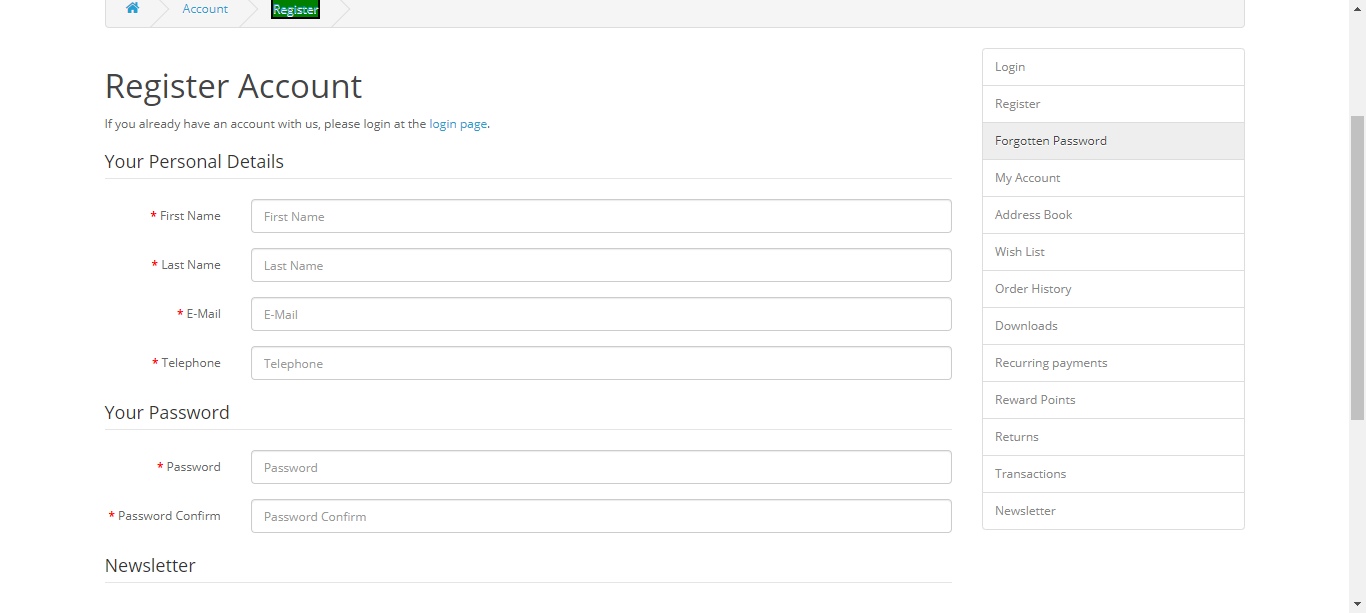 Account Register
Register Account
If you already have an account with us, please login at the login page.
Your Personal Details
* First Name First Name
* Last Name Last Name
* E-Mail E-Mail
* Telephone Telephone
Your Password
* Password Password
* Password Confirm Password Confirm
Newsletter
Login
Register
Forgotten Password
My Account
Address Book
Wish List
Order History
Downloads
Recurring payments
Reward Points
Returns
Transactions
Newsletter